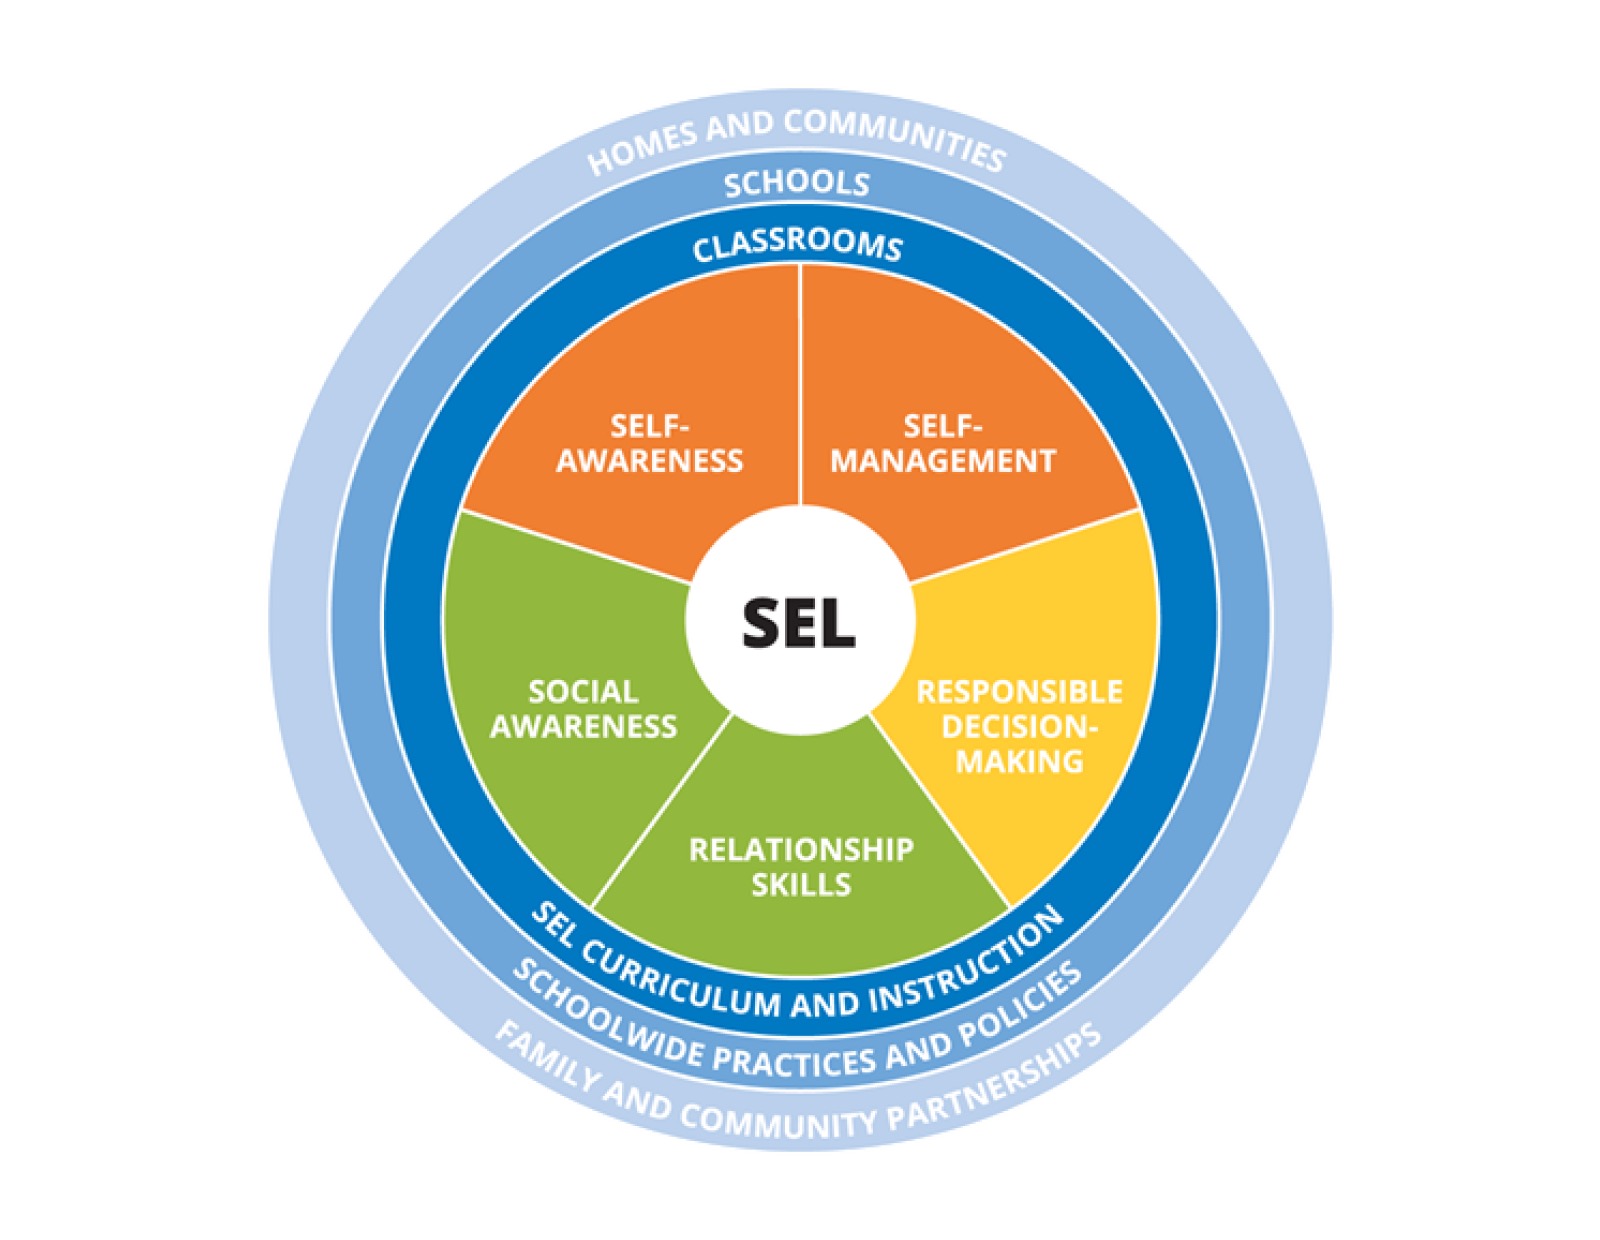 HOMES AND COMMUNITIES
SCHOOLS
CLASSROOMS
SELF-
AWARENESS
SELF-
MANAGEMENT
SEL
SOCIAL
AWARENESS
RESPONSIBLE
DECISION-
MAKING
RELATIONSHIP
SKILLS
SEL CURRICULUM AND INSTRUCTION
SCHOOLWIDE PRACTICES AND POLICIES
FAMILY AND COMMUNITY PARTNERSHIPS